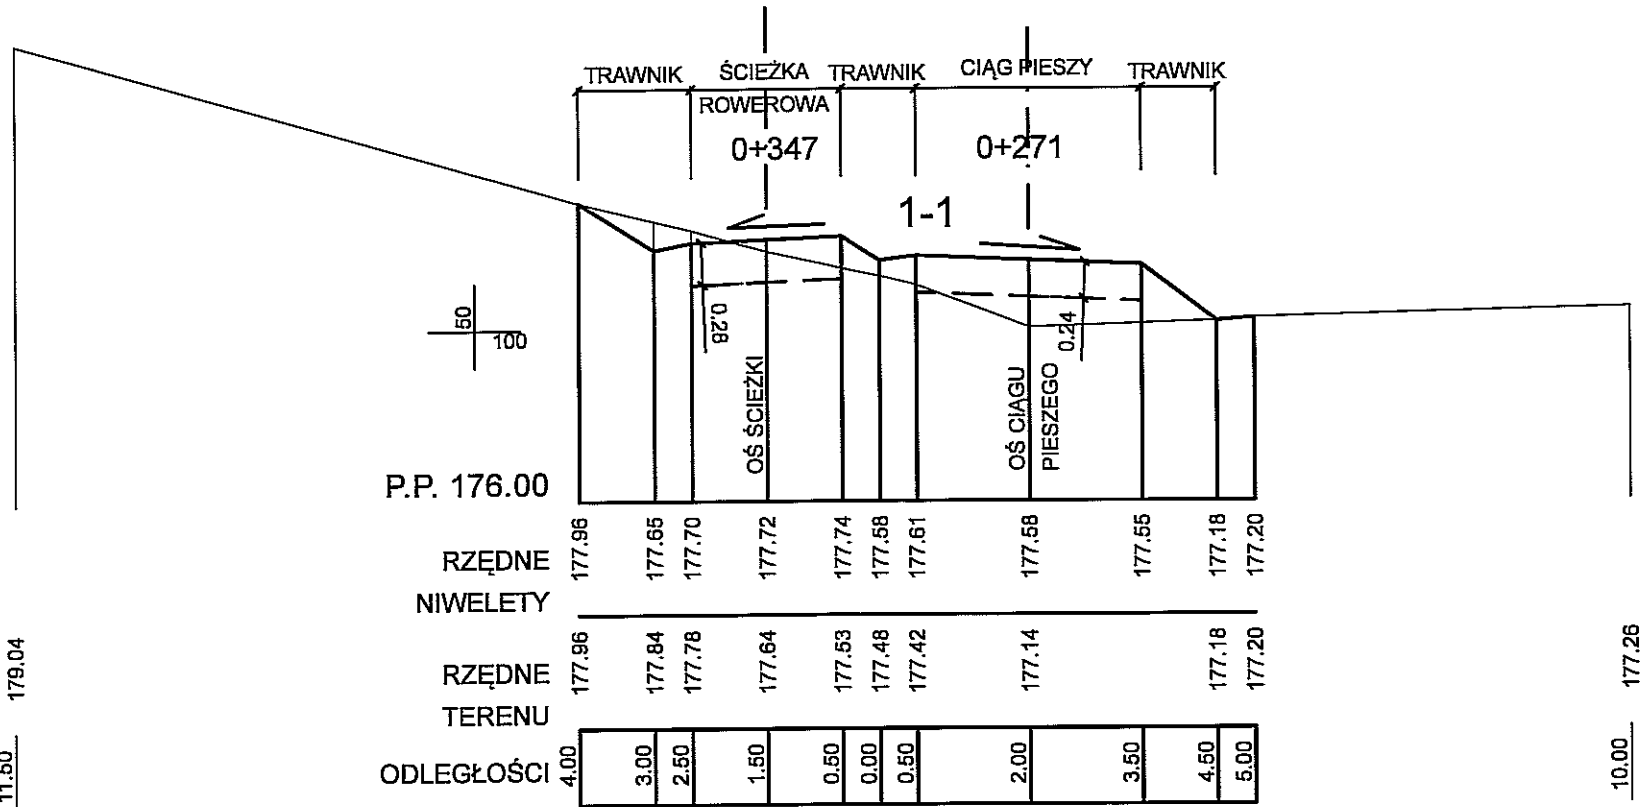 TRAWNIK
ŚCIEŻKA
ROWEROWA
TRAWNIK
CIĄG PIESZY
TRAWNIK
0+347
0+271
1-1
50
100
0,28
0.24
OŚ ŚCIEŻKI
OŚ CIĄGU
PIESZEGO
P.P. 176.00
RZĘDNE
NIWELETY
177.96 177.65 177.70 177.72 177.74 177.58 177.61 177.58 177.55 177.18 177.20
179.04
RZĘDNE
TERENU
177.96 177.84 177.78 177.64 177.53 177.48 177.42 177.14 177.18 177.20
177.26
11.50
ODLEGŁOŚCI
4.00 3.00 2.50 1.50 0.50 0.00 0.50 2.00 3.50 4.50 5.00
10.00